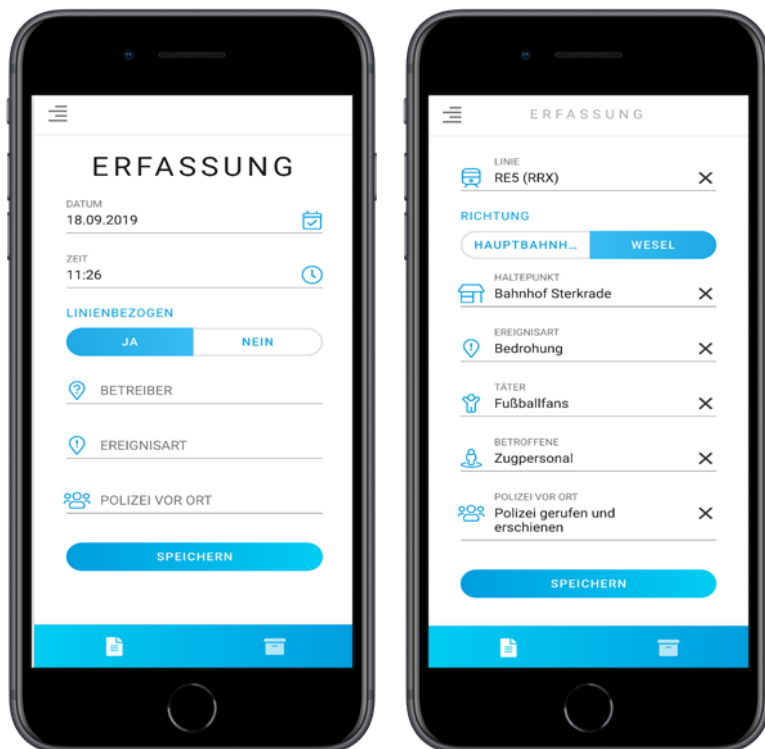 ERFASSUNG
DATUM
18.09.2019
ZEIT
11:26
LINIENBEZOGEN
JA NEIN
BETREIBER
EREIGNISART
POLIZEI VOR ORT
SPEICHERN
ERFASSUNG
LINIE
RE5 (RRX)
RICHTUNG
HAUPTBAHNH... WESEL
HALTEPUNKT
Bahnhof Sterkrade
EREIGNISART
Bedrohung
TÄTER
Fußballfans
BETROFFENE
Zugpersonal
POLIZEI VOR ORT
Polizei gerufen und
erschienen
SPEICHERN